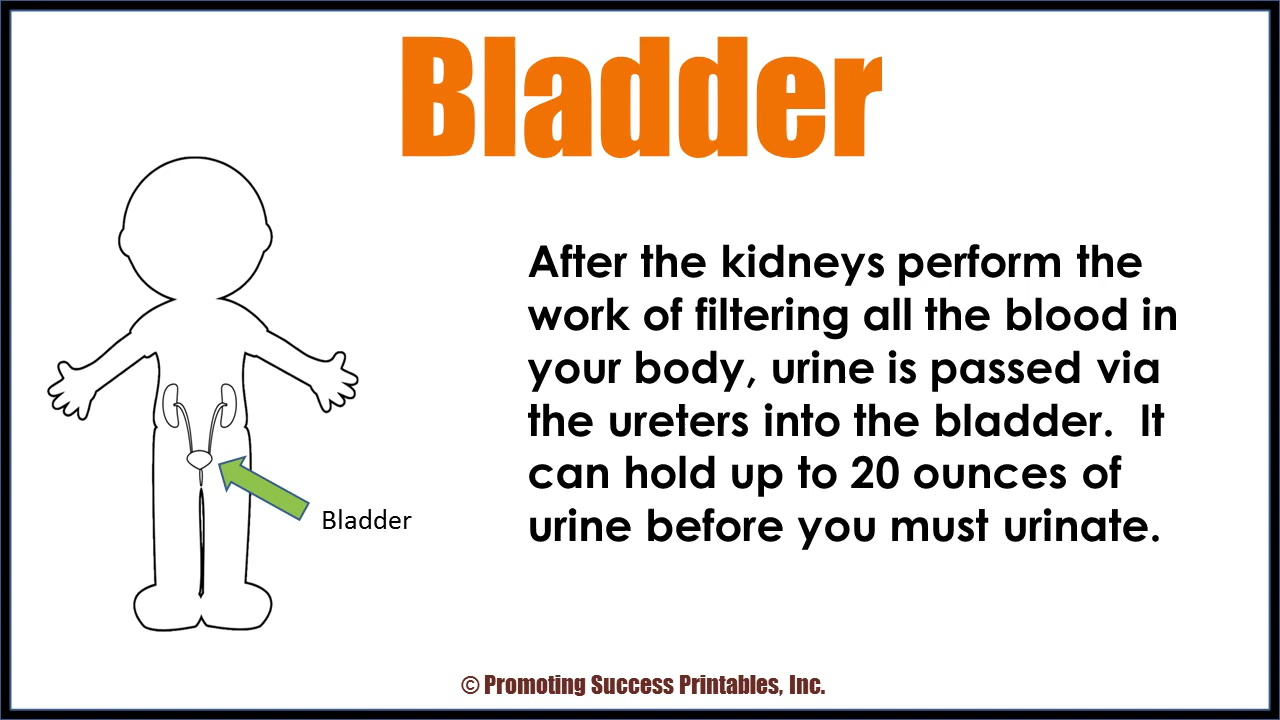 Bladder
After the kidneys perform the
work of filtering all the blood in
your body, urine is passed via
the ureters into the bladder.  It
can hold up to 20 ounces of
urine before you must urinate.
Bladder
© Promoting Success Printables, Inc.